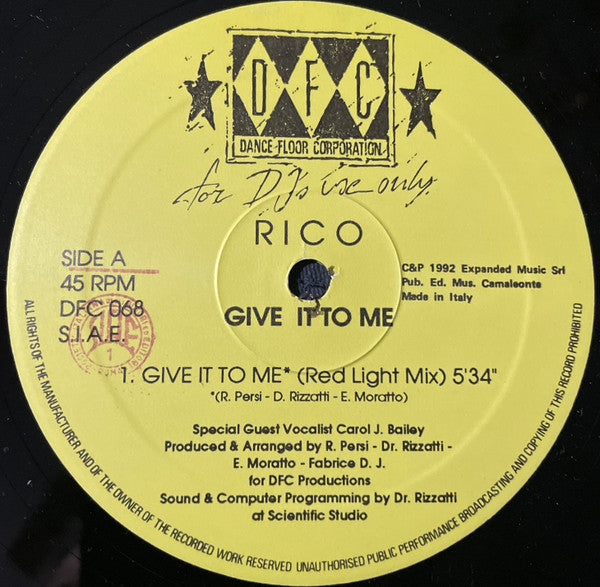 D F C
DANCE FLOOR CORPORATION
for DJs use only
RICO
SIDE A
45 RPM
DFC 068
S.I.A.E.
C&P 1992 Expanded Music Srl
Pub. Ed. Mus. Camaleonte
Made in Italy
GIVE IT TO ME
1. GIVE IT TO ME* (Red Light Mix) 5'34"
*(R. Persi - D. Rizzatti - E. Moratto)
Special Guest Vocalist Carol J. Bailey
Produced & Arranged by R. Persi - Dr. Rizzatti -
E. Moratto - Fabrice D. J.
for DFC Productions
Sound & Computer Programming by Dr. Rizzatti
at Scientific Studio
ALL RIGHTS OF THE MANUFACTURER AND OF THE OWNER OF THE RECORDED WORK RESERVED UNAUTHORISED PUBLIC PERFORMANCE BROADCASTING AND COPYING OF THIS RECORD PROHIBITED